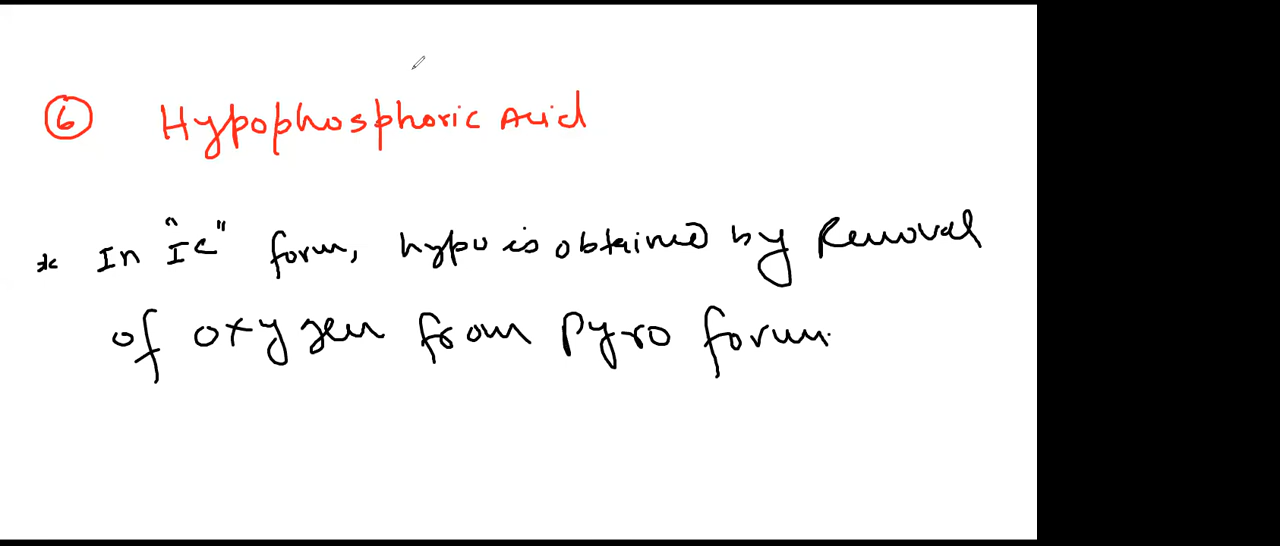 6 Hypophosphoric Acid
* In "Ic" form, hypo is obtained by Removal
of oxygen from pyro form.